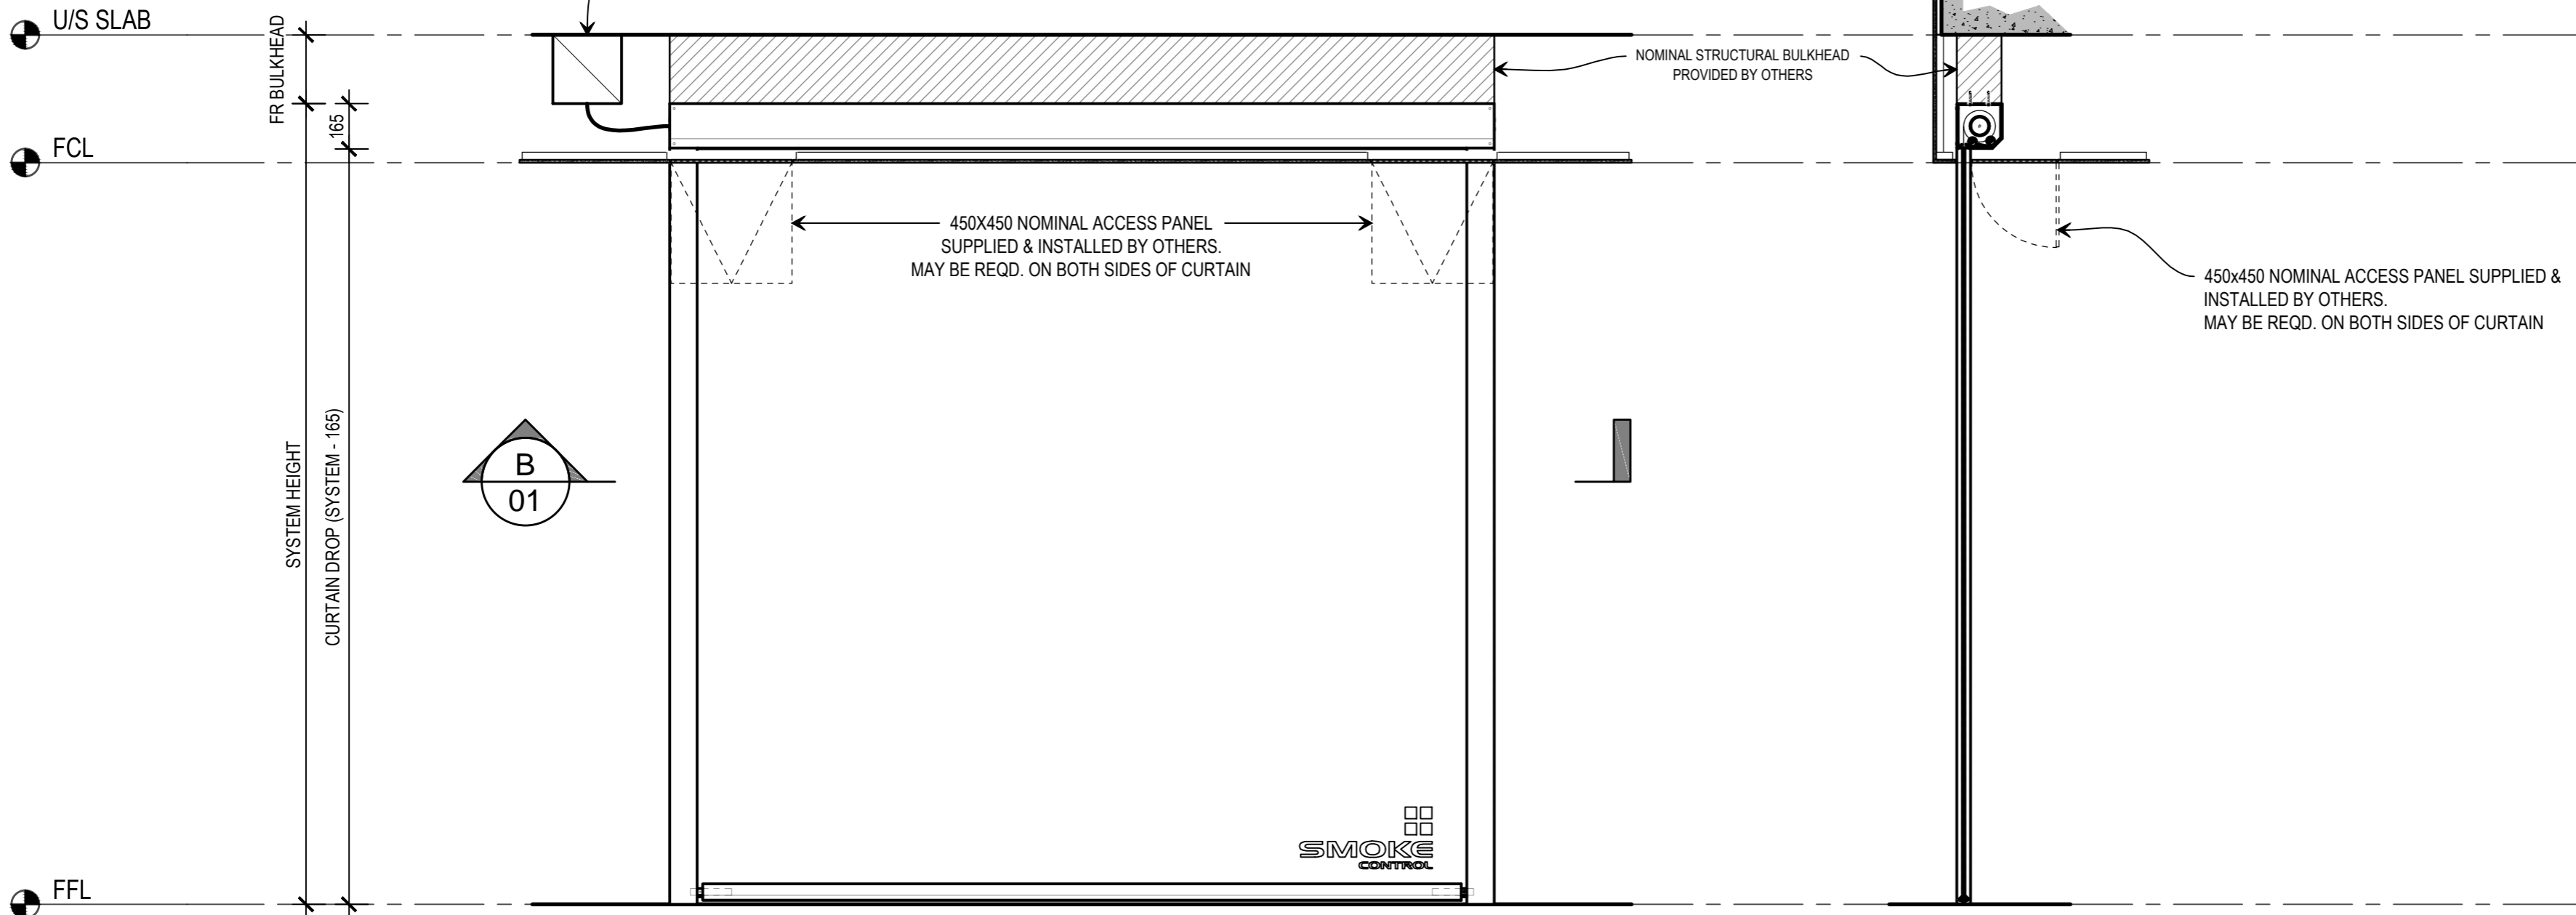 U/S SLAB
FR BULKHEAD
165
FCL
NOMINAL STRUCTURAL BULKHEAD
PROVIDED BY OTHERS
450X450 NOMINAL ACCESS PANEL
SUPPLIED & INSTALLED BY OTHERS.
MAY BE REQD. ON BOTH SIDES OF CURTAIN
450x450 NOMINAL ACCESS PANEL SUPPLIED &
INSTALLED BY OTHERS.
MAY BE REQD. ON BOTH SIDES OF CURTAIN
SYSTEM HEIGHT
CURTAIN DROP (SYSTEM - 165)
B
01
SMOKE
CONTROL
FFL